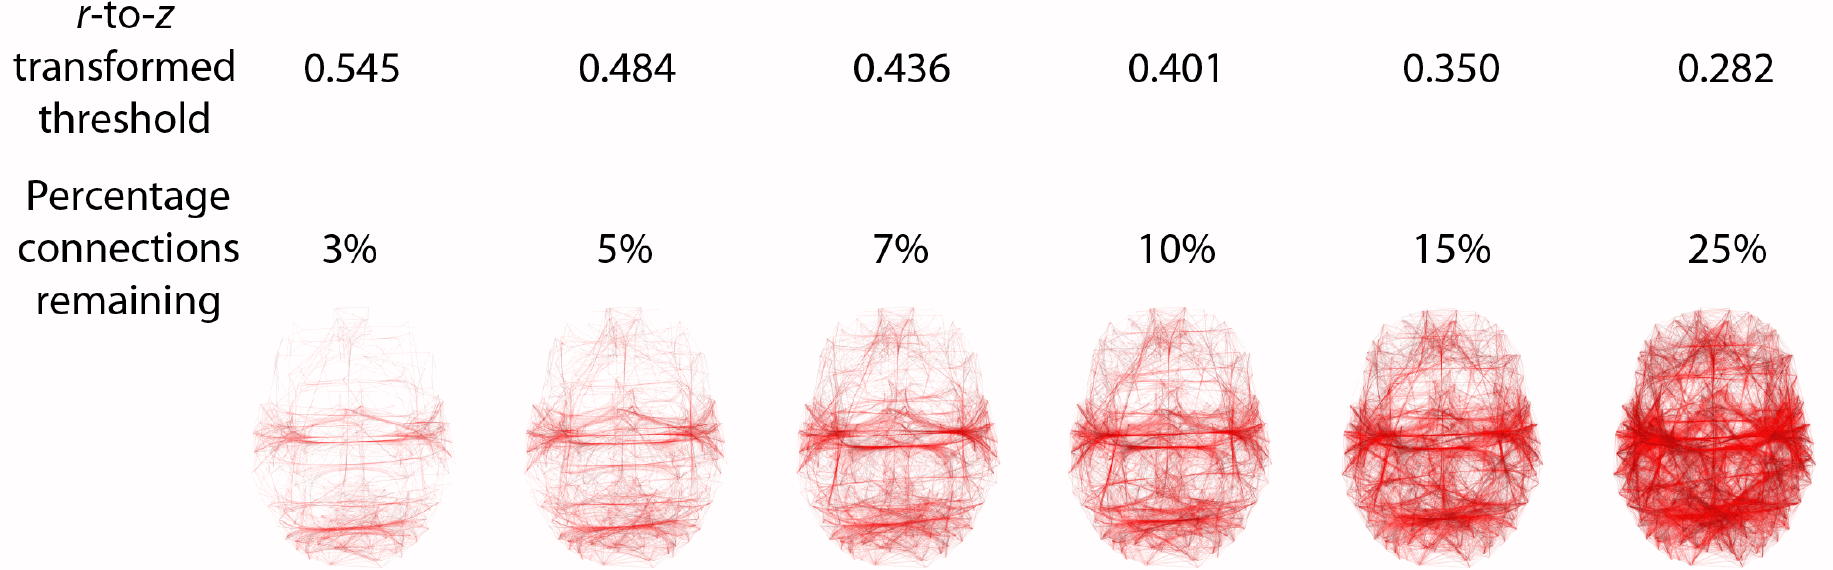 r-to-z
transformed
threshold
0.545 0.484 0.436 0.401 0.350 0.282
Percentage
connections
remaining
3% 5% 7% 10% 15% 25%